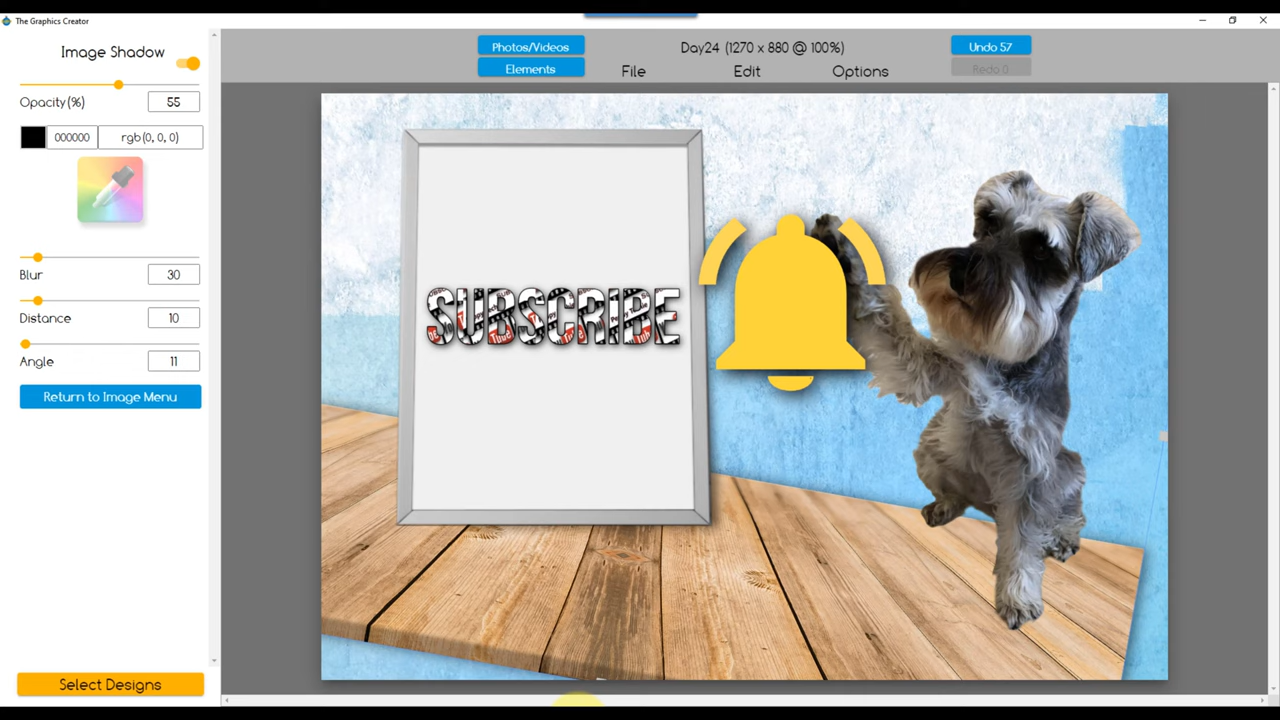 The Graphics Creator
Image Shadow
Opacity(%) 55
000000 rgb(0, 0, 0)
Blur 30
Distance 10
Angle 11
Return to Image Menu
Select Designs
Photos/Videos
Elements
Day24 (1270 x 880 @ 100%)
File Edit Options
Undo 57
Redo 0
SUBSCRIBE